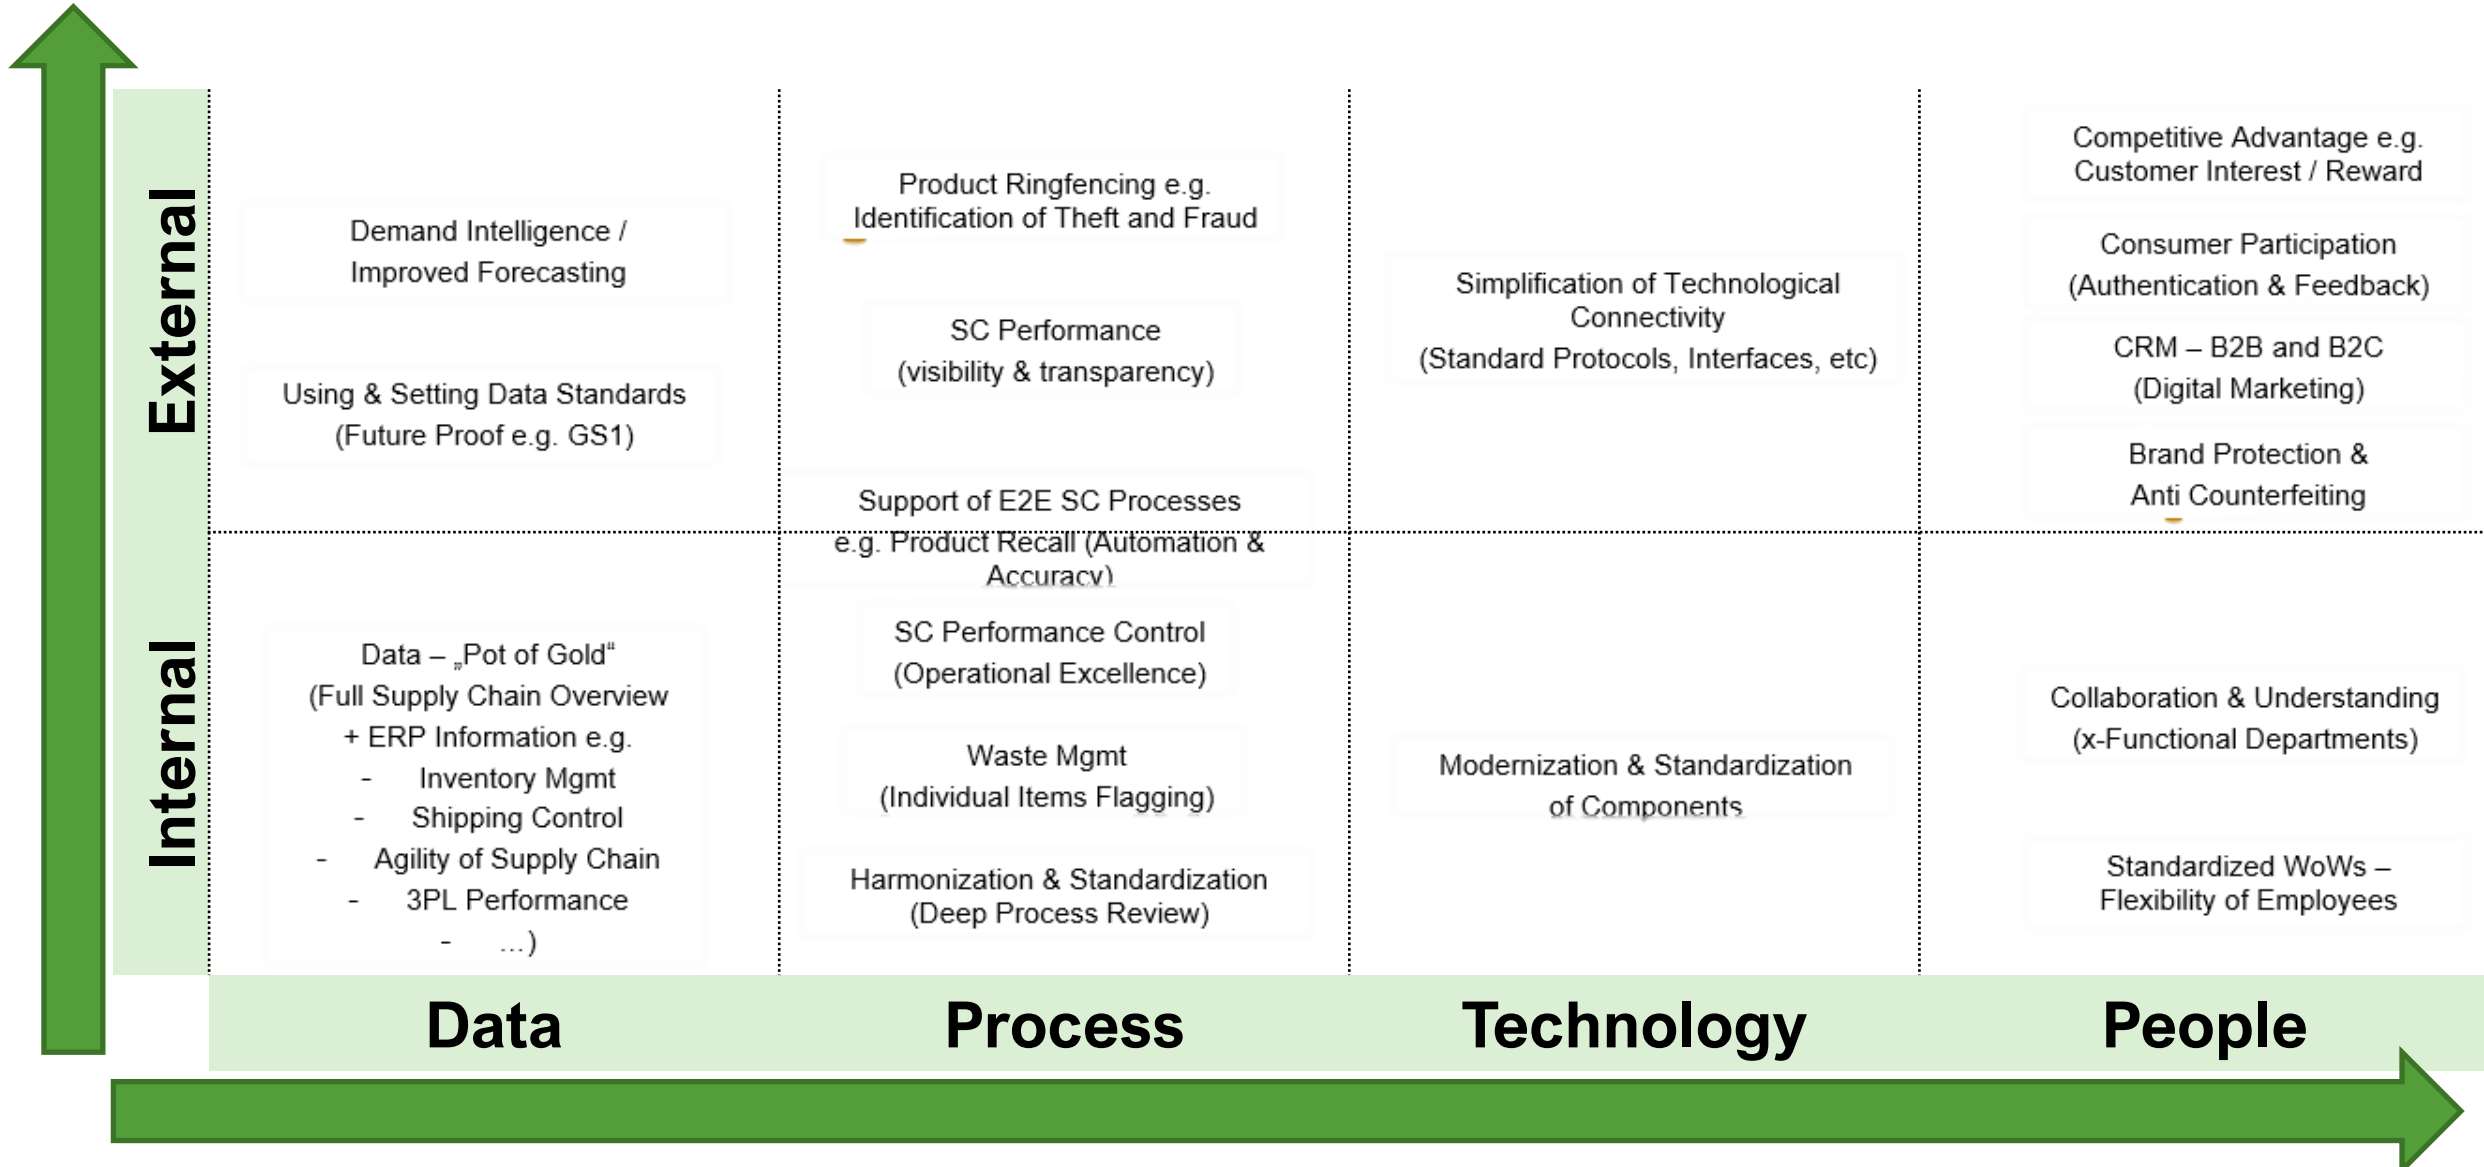 External
Demand Intelligence /
Improved Forecasting
Using & Setting Data Standards
(Future Proof e.g. GS1)
Product Ringfencing e.g.
Identification of Theft and Fraud
SC Performance
(visibility & transparency)
Support of E2E SC Processes
e.g. Product Recall (Automation &
Accuracy)
Simplification of Technological
Connectivity
(Standard Protocols, Interfaces, etc)
Competitive Advantage e.g.
Customer Interest / Reward
Consumer Participation
(Authentication & Feedback)
CRM – B2B and B2C
(Digital Marketing)
Brand Protection &
Anti Counterfeiting
Internal
Data – „Pot of Gold“
(Full Supply Chain Overview
+ ERP Information e.g.
- Inventory Mgmt
- Shipping Control
- Agility of Supply Chain
- 3PL Performance
- …)
SC Performance Control
(Operational Excellence)
Waste Mgmt
(Individual Items Flagging)
Harmonization & Standardization
(Deep Process Review)
Modernization & Standardization
of Components
Collaboration & Understanding
(x-Functional Departments)
Standardized WoWs –
Flexibility of Employees
Data
Process
Technology
People